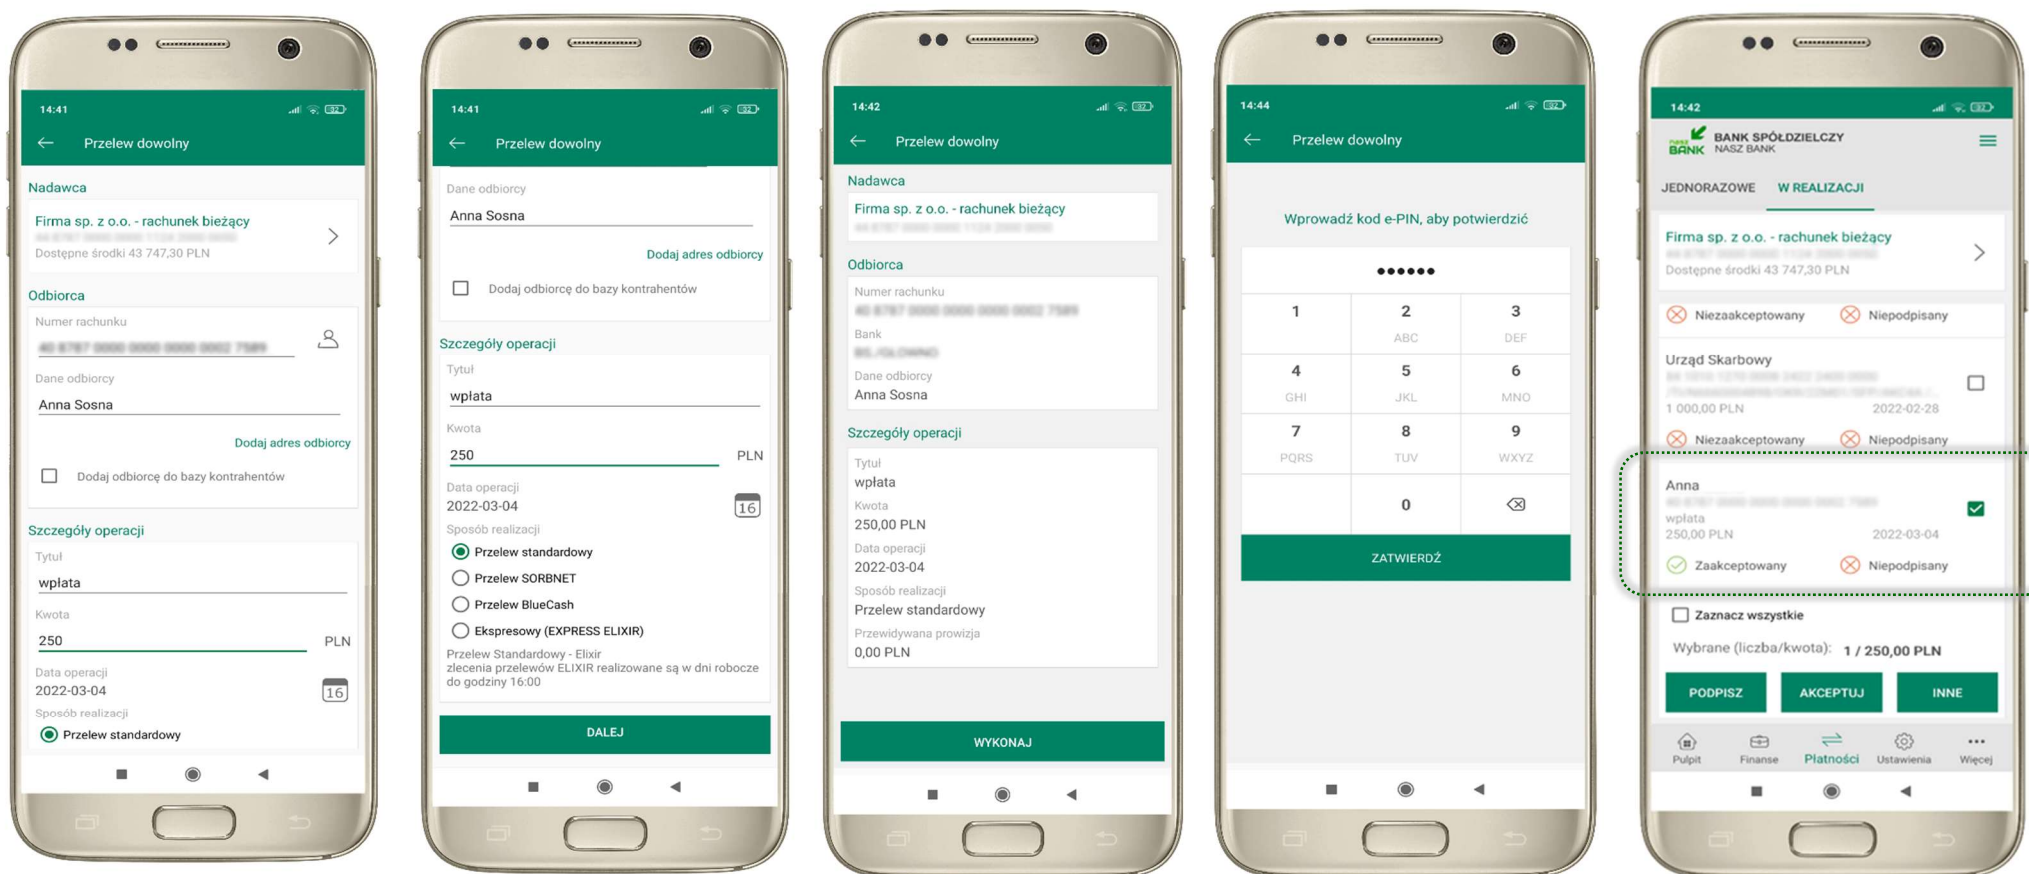 14:41
Przelew dowolny
Nadawca
Firma sp. z o.o. - rachunek bieżący
Dostępne środki 43 747,30 PLN
Odbiorca
Numer rachunku
Dane odbiorcy
Anna Sosna
Dodaj adres odbiorcy
Dodaj odbiorcę do bazy kontrahentów
Szczegóły operacji
Tytuł
wpłata
Kwota
250 PLN
Data operacji
2022-03-04
16
Sposób realizacji
Przelew standardowy
14:41
Przelew dowolny
Dane odbiorcy
Anna Sosna
Dodaj adres odbiorcy
Dodaj odbiorcę do bazy kontrahentów
Szczegóły operacji
Tytuł
wpłata
Kwota
250 PLN
Data operacji
2022-03-04
16
Sposób realizacji
Przelew standardowy
Przelew SORBNET
Przelew BlueCash
Ekspresowy (EXPRESS ELIXIR)
Przelew Standardowy - Elixir
zlecenia przelewów ELIXIR realizowane są w dni robocze
do godziny 16:00
DALEJ
14:42
Przelew dowolny
Nadawca
Firma sp. z o.o. - rachunek bieżący
Odbiorca
Numer rachunku
40 8787 0000 0000 0000 0002 7589
Bank
BS./GŁOWNO
Dane odbiorcy
Anna Sosna
Szczegóły operacji
Tytuł
wpłata
Kwota
250,00 PLN
Data operacji
2022-03-04
Sposób realizacji
Przelew standardowy
Przewidywana prowizja
0,00 PLN
WYKONAJ
14:44
Przelew dowolny
Wprowadź kod e-PIN, aby potwierdzić
1 2 3
ABC DEF
4 5 6
GHI JKL MNO
7 8 9
PQRS TUV WXYZ
0
ZATWIERDŹ
14:42
NASZ BANK
BANK SPÓŁDZIELCZY
NASZ BANK
JEDNORAZOWE W REALIZACJI
Firma sp. z o.o. - rachunek bieżący
Dostępne środki 43 747,30 PLN
Niezaakceptowany Niepodpisany
Urząd Skarbowy
1 000,00 PLN 2022-02-28
Niezaakceptowany Niepodpisany
Anna
wpłata
250,00 PLN 2022-03-04
Zaakceptowany Niepodpisany
Zaznacz wszystkie
Wybrane (liczba/kwota): 1 / 250,00 PLN
PODPISZ AKCEPTUJ INNE
Pulpit Finanse Płatności Ustawienia Więcej